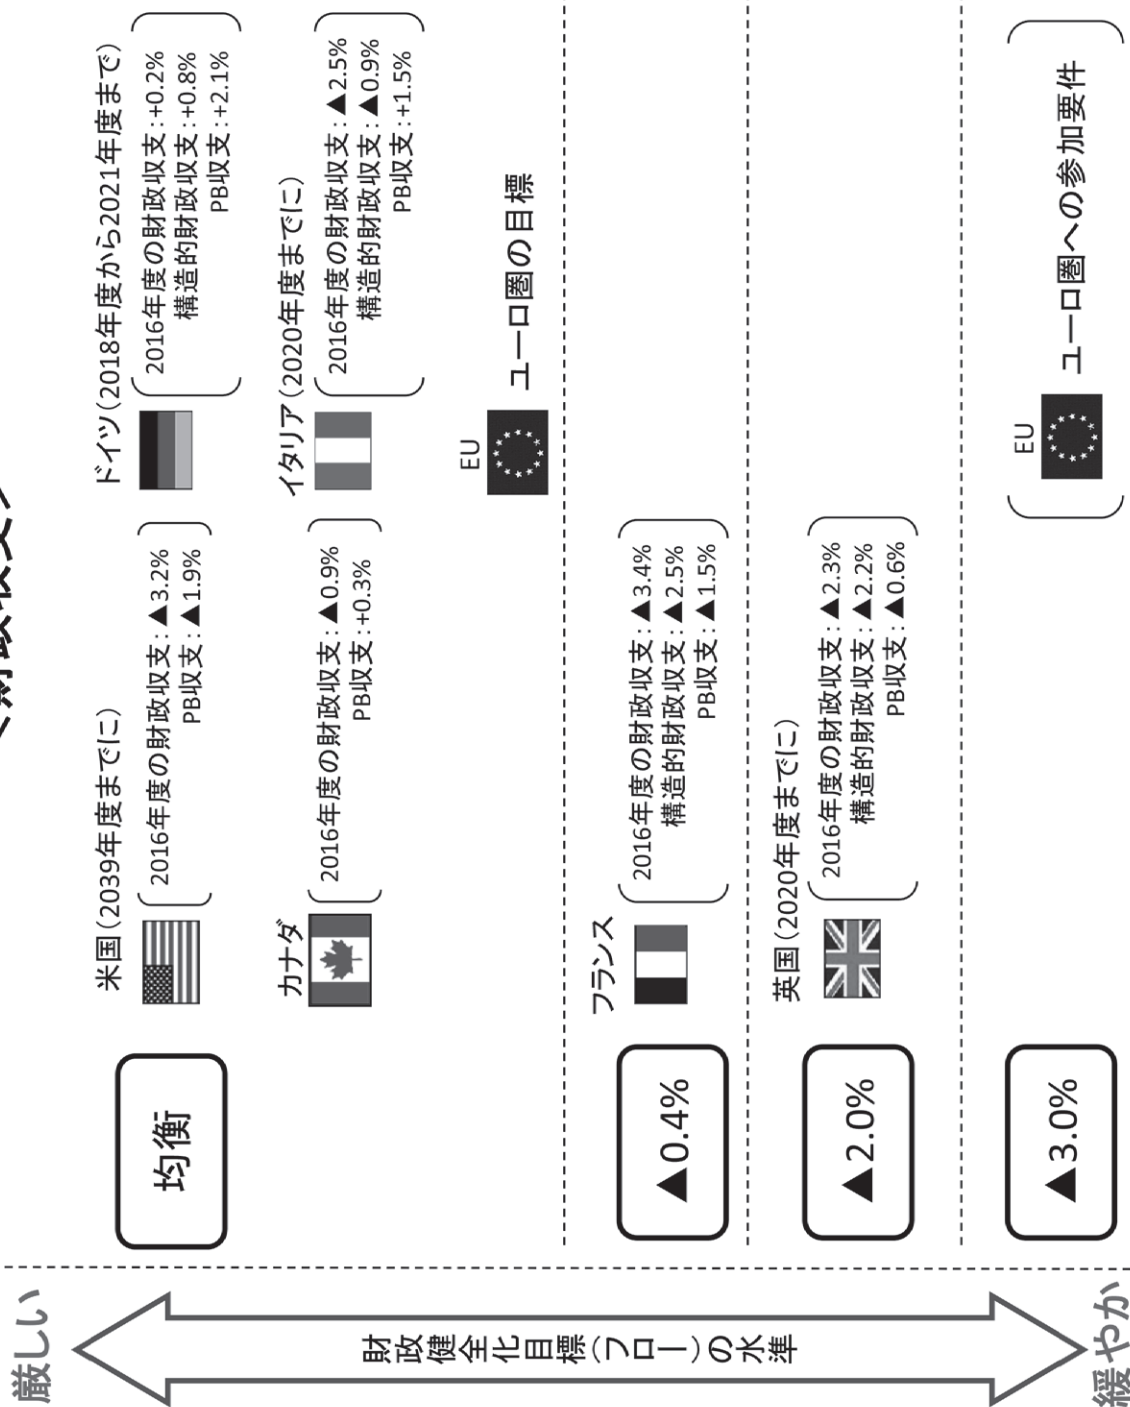 厳しい
財政健全化目標(フロー)の水準
緩やか
均衡
米国(2039年度までに)
2016年度の財政収支:▲3.2%
PB収支:▲1.9%
ドイツ(2018年度から2021年度まで)
2016年度の財政収支:+0.2%
構造的財政収支:+0.8%
PB収支:+2.1%
カナダ
2016年度の財政収支:▲0.9%
PB収支:+0.3%
イタリア(2020年度までに)
2016年度の財政収支:▲2.5%
構造的財政収支:▲0.9%
PB収支:+1.5%
EU
ユーロ圏の目標
▲0.4%
フランス
2016年度の財政収支:▲3.4%
構造的財政収支:▲2.5%
PB収支:▲1.5%
▲2.0%
英国(2020年度までに)
2016年度の財政収支:▲2.3%
構造的財政収支:▲2.2%
PB収支:▲0.6%
▲3.0%
EU
ユーロ圏への参加要件